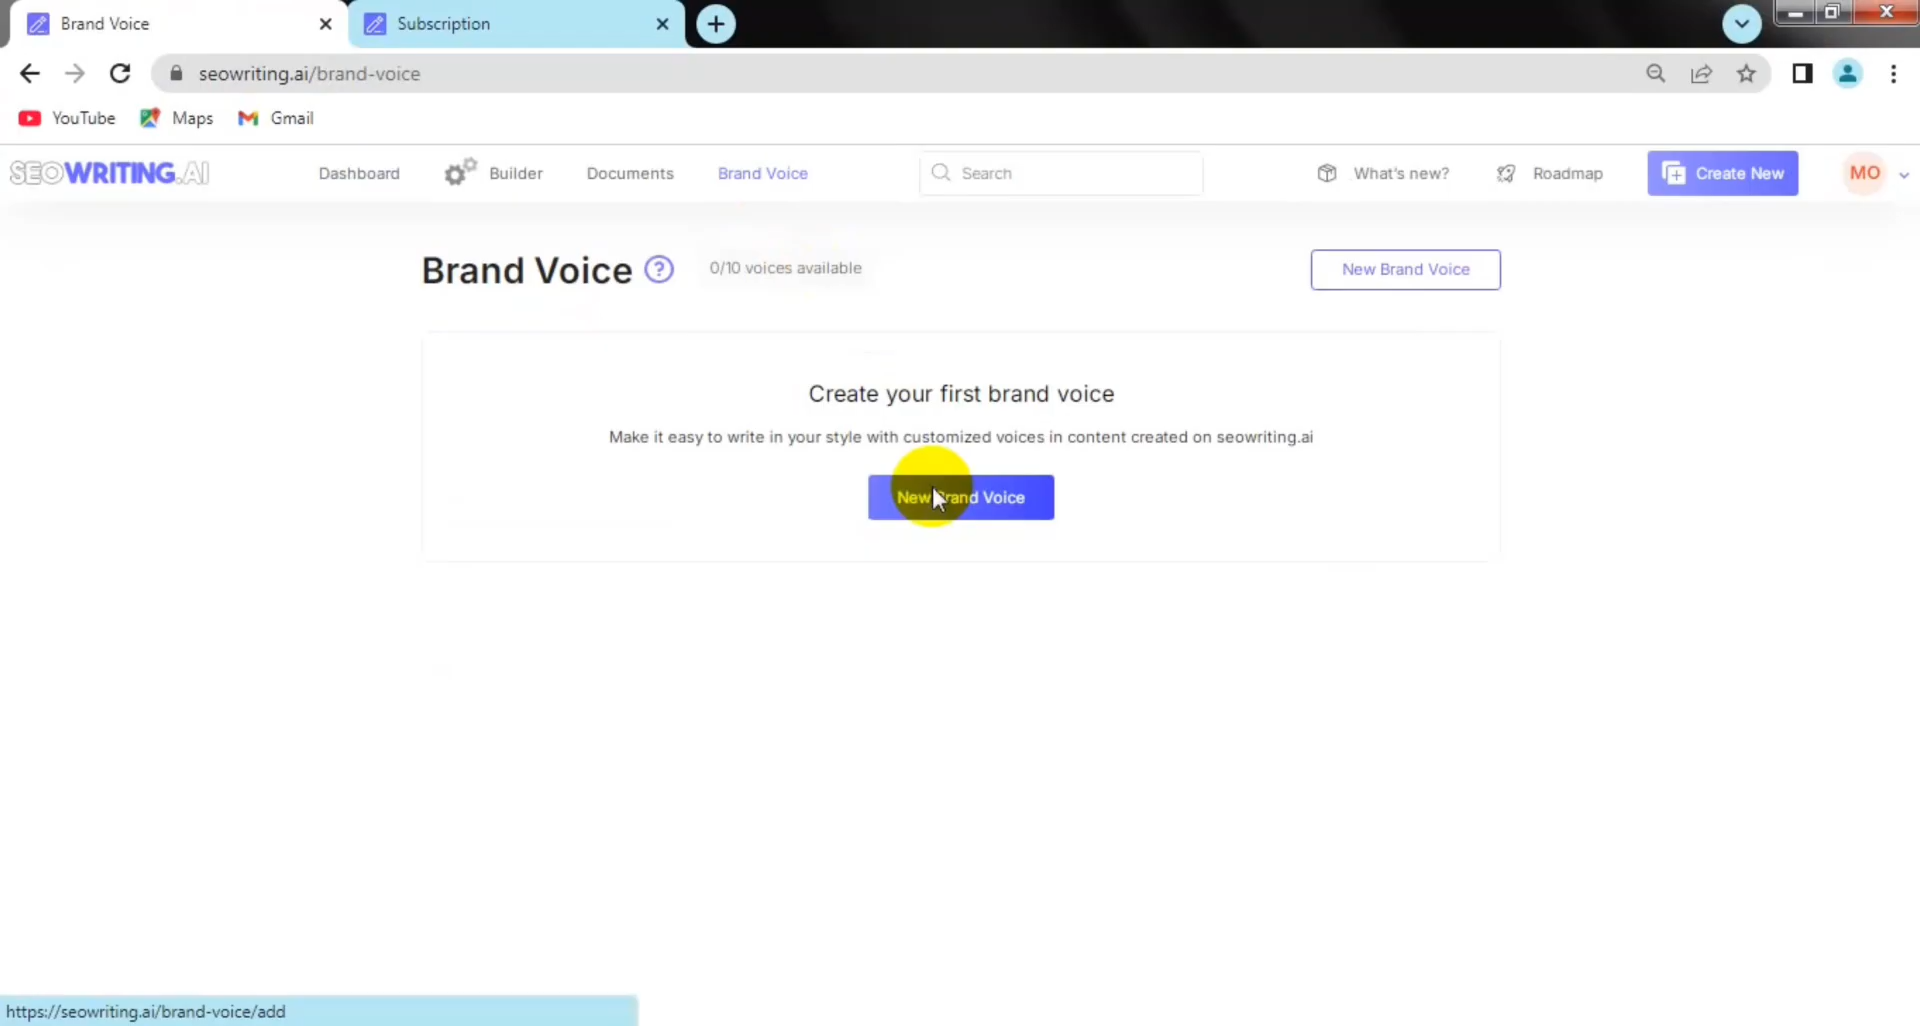 Brand Voice
Subscription
seowriting.ai/brand-voice
YouTube
Maps
Gmail
SEOWRITING.AI
Dashboard
Builder
Documents
Brand Voice
Search
What's new?
Roadmap
Create New
MO
Brand Voice ?
0/10 voices available
New Brand Voice
Create your first brand voice
Make it easy to write in your style with customized voices in content created on seowriting.ai
New Brand Voice
https://seowriting.ai/brand-voice/add